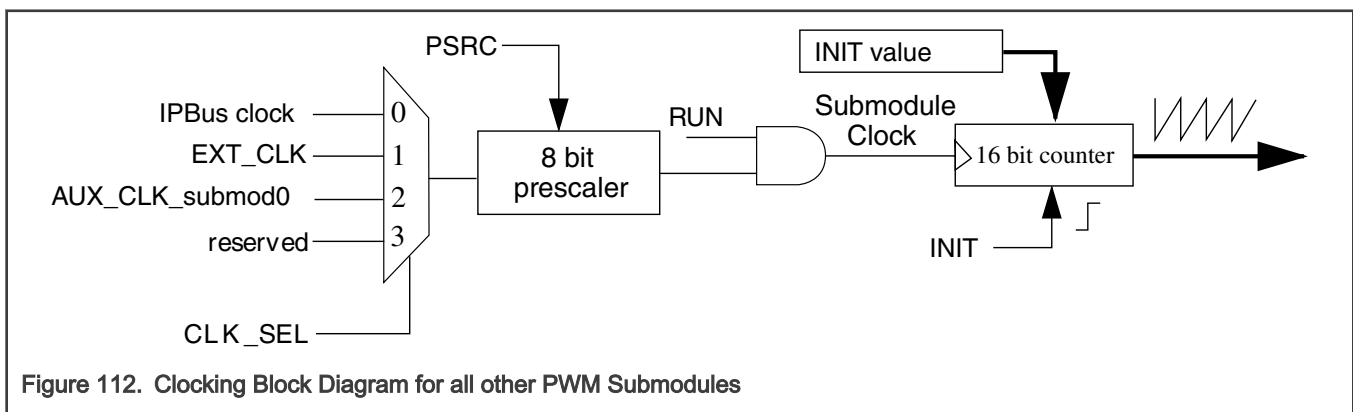 PSRC
INIT value
IPBus clock
0
EXT_CLK
1
AUX_CLK_submod0
2
reserved
3
CLK_SEL
8 bit
prescaler
RUN
Submodule
Clock
16 bit counter
INIT
Figure 112. Clocking Block Diagram for all other PWM Submodules